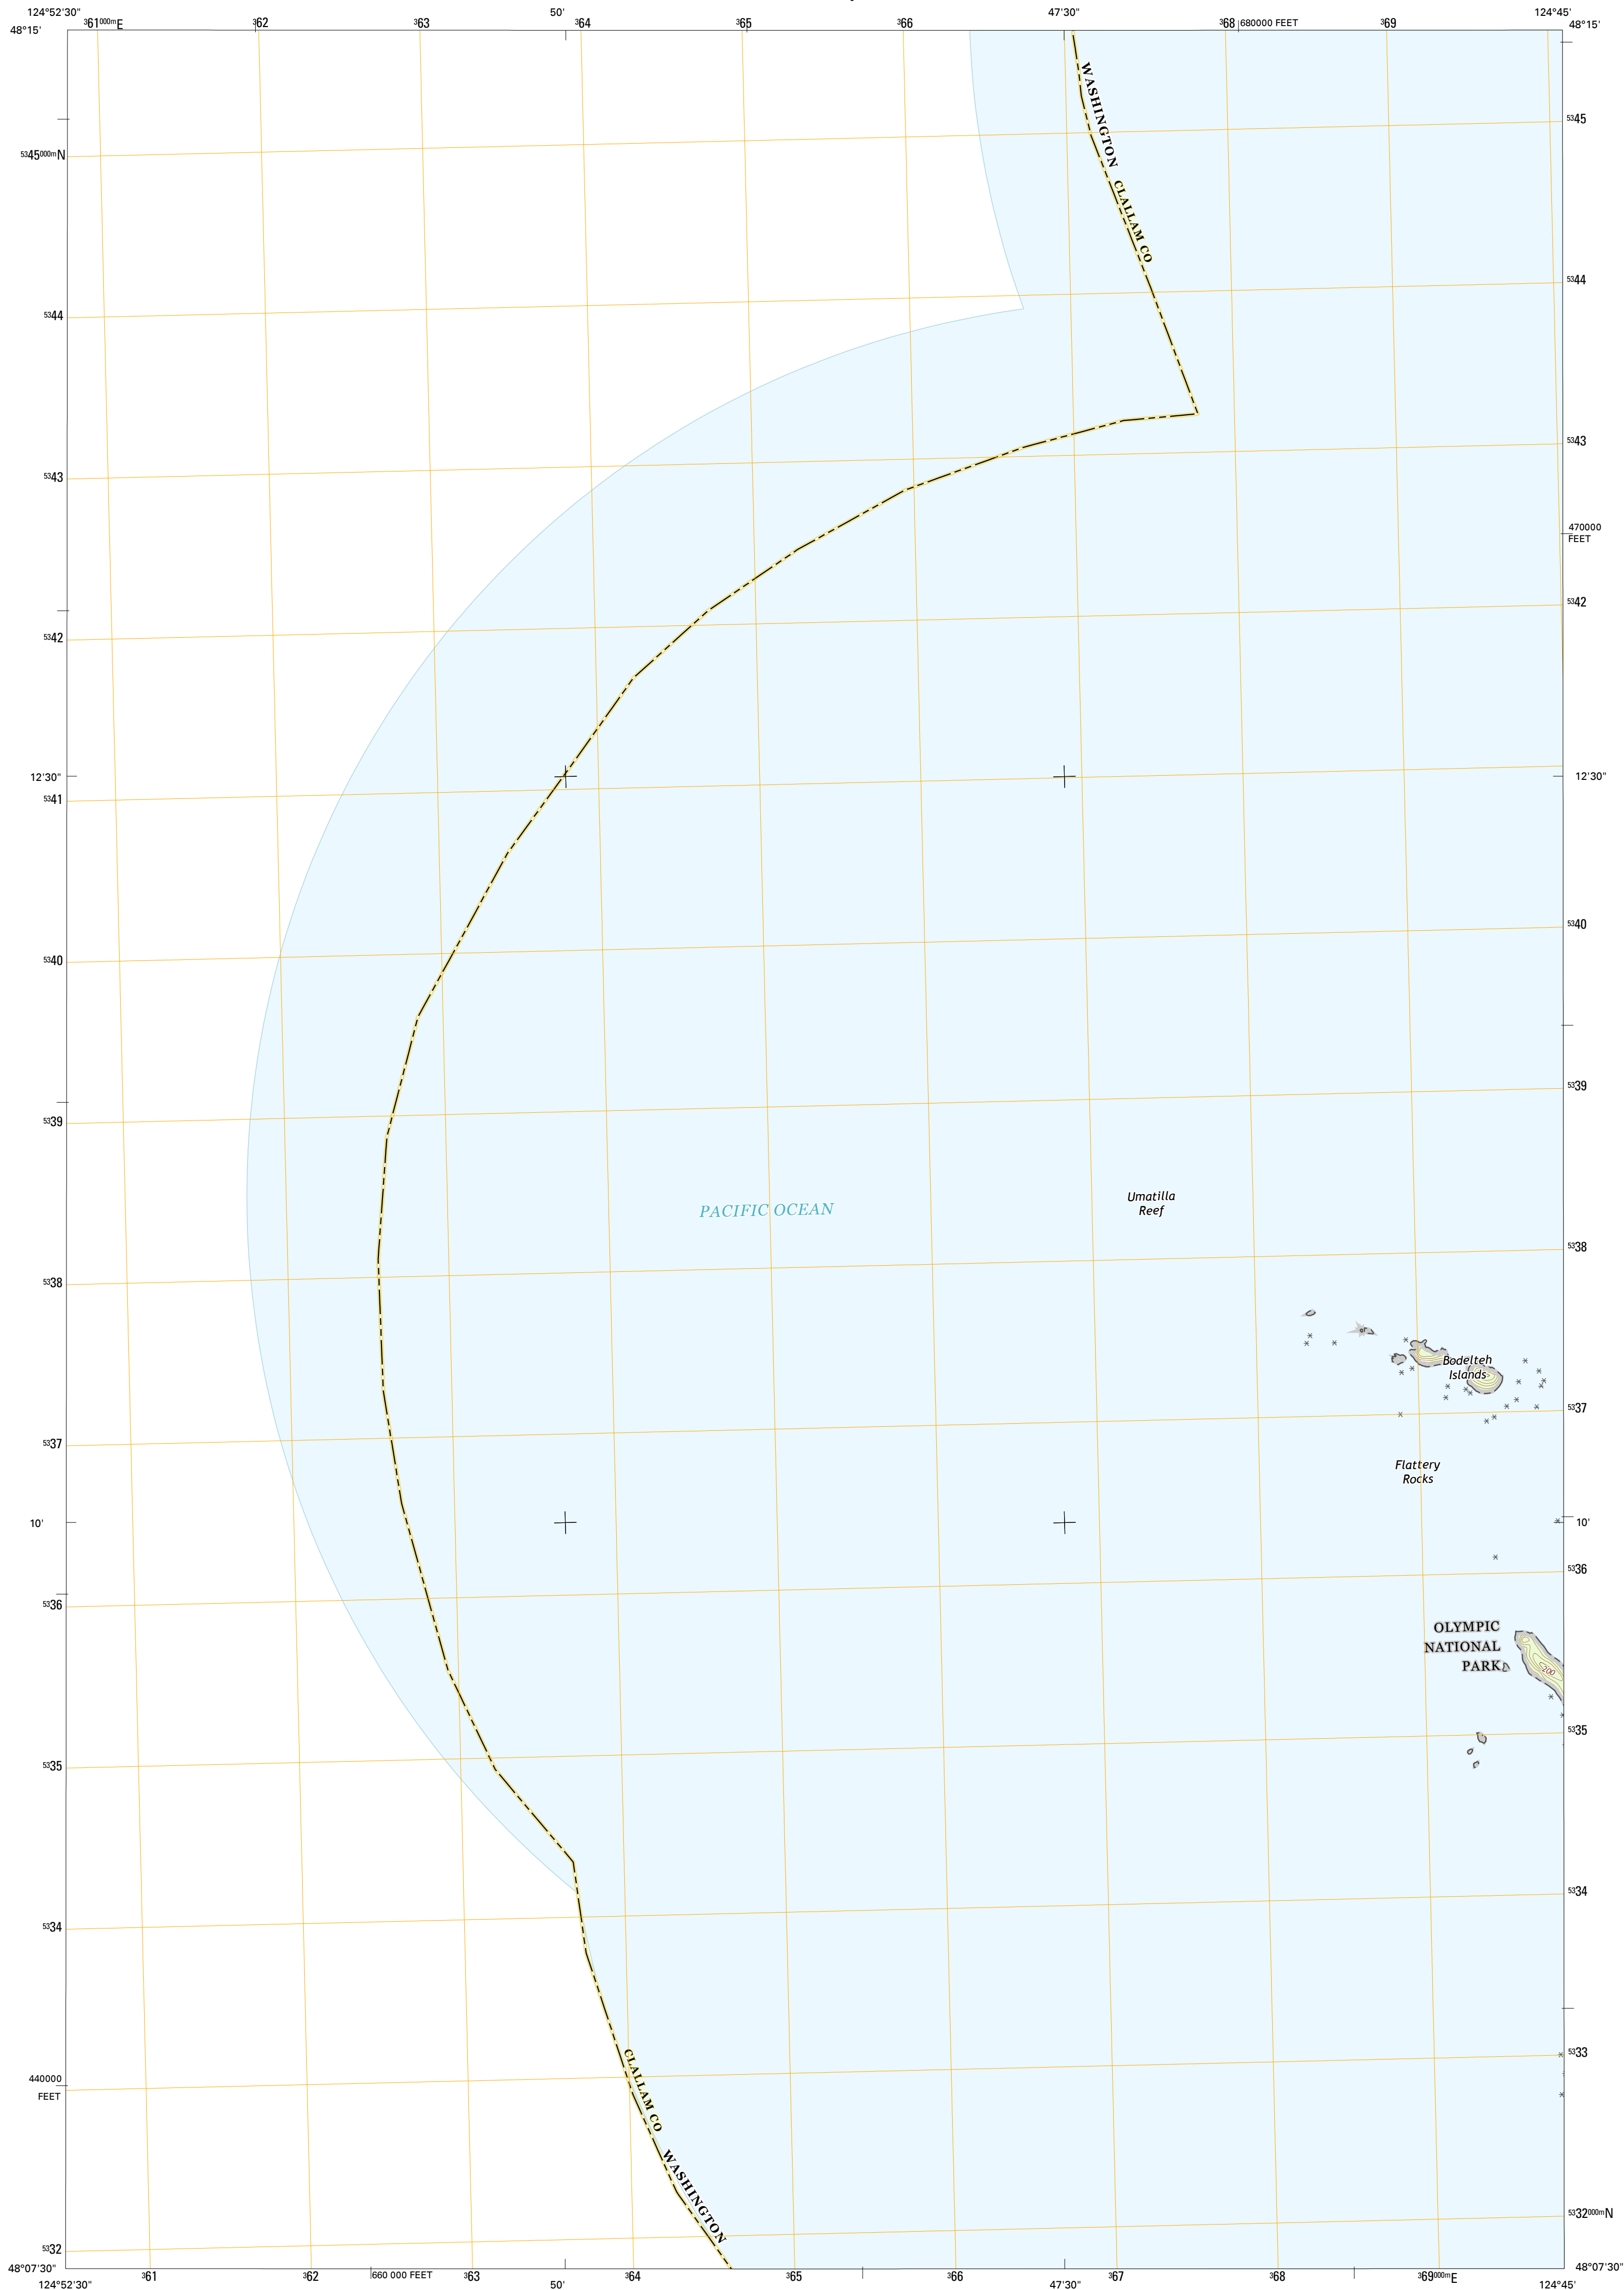 124°52'30" 50' 47'30" 124°45'
³61⁰⁰⁰ᵐE ³62 ³63 ³64 ³65 ³66 ³68 680000 FEET ³69
48°15' 48°15'
WASHINGTON
CLALLAM CO
⁵³45⁰⁰⁰ᵐN ⁵³45
⁵³44 ⁵³44
⁵³43 ⁵³43
470000
FEET
⁵³42 ⁵³42
12'30" 12'30"
⁵³41
⁵³40 ⁵³40
⁵³39 ⁵³39
PACIFIC OCEAN
Umatilla
Reef
⁵³38 ⁵³38
Bodelteh
Islands
⁵³37 ⁵³37
Flattery
Rocks
10' 10'
⁵³36 ⁵³36
OLYMPIC
NATIONAL
PARK
200
⁵³35 ⁵³35
⁵³34 ⁵³34
⁵³33
CLALLAM CO
440000
FEET
WASHINGTON
⁵³32 ⁵³32⁰⁰⁰ᵐN
48°07'30" 48°07'30"
³61 ³62 660 000 FEET ³63 ³64 ³65 ³66 ³67 ³68 ³69⁰⁰⁰ᵐE
124°52'30" 50' 47'30" 124°45'